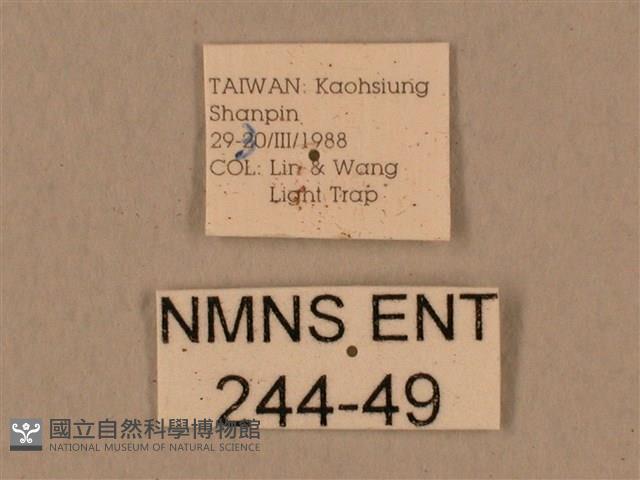 TAIWAN: Kaohsiung
Shanpin
29-30/III/1988
COL: Lin & Wang
Light Trap
NMNS ENT
244-49
國立自然科學博物館
NATIONAL MUSEUM OF NATURAL SCIENCE